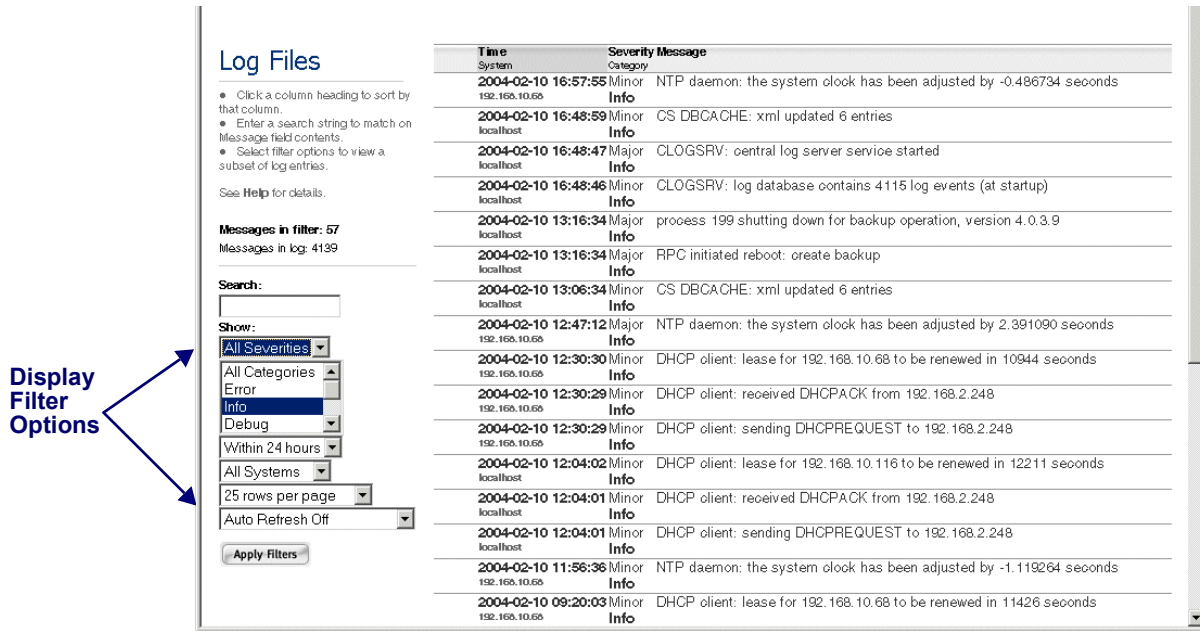 Log Files
• Click a column heading to sort by
that column.
• Enter a search string to match on
Message field contents.
• Select filter options to view a
subset of log entries.
See Help for details.
Messages in filter: 57
Messages in log: 4139
Search:
Show:
All Severities
All Categories
Error
Info
Debug
Within 24 hours
All Systems
25 rows per page
Auto Refresh Off
Apply Filters
Display
Filter
Options
Time Severity Message
System Category
2004-02-10 16:57:55 Minor NTP daemon: the system clock has been adjusted by -0.486734 seconds
192.168.10.68 Info
2004-02-10 16:48:59 Minor CS DBCACHE: xml updated 6 entries
localhost Info
2004-02-10 16:48:47 Major CLOGSRV: central log server service started
localhost Info
2004-02-10 16:48:46 Minor CLOGSRV: log database contains 4115 log events (at startup)
localhost Info
2004-02-10 13:16:34 Major process 199 shutting down for backup operation, version 4.0.3.9
localhost Info
2004-02-10 13:16:34 Major RPC initiated reboot: create backup
localhost Info
2004-02-10 13:06:34 Minor CS DBCACHE: xml updated 6 entries
localhost Info
2004-02-10 12:47:12 Major NTP daemon: the system clock has been adjusted by 2.391090 seconds
192.168.10.68 Info
2004-02-10 12:30:30 Minor DHCP client: lease for 192.168.10.68 to be renewed in 10944 seconds
192.168.10.68 Info
2004-02-10 12:30:29 Minor DHCP client: received DHCPACK from 192.168.2.248
192.168.10.68 Info
2004-02-10 12:30:29 Minor DHCP client: sending DHCPREQUEST to 192.168.2.248
192.168.10.68 Info
2004-02-10 12:04:02 Minor DHCP client: lease for 192.168.10.116 to be renewed in 12211 seconds
localhost Info
2004-02-10 12:04:01 Minor DHCP client: received DHCPACK from 192.168.2.248
localhost Info
2004-02-10 12:04:01 Minor DHCP client: sending DHCPREQUEST to 192.168.2.248
localhost Info
2004-02-10 11:56:36 Minor NTP daemon: the system clock has been adjusted by -1.119264 seconds
192.168.10.68 Info
2004-02-10 09:20:03 Minor DHCP client: lease for 192.168.10.68 to be renewed in 11426 seconds
192.168.10.68 Info